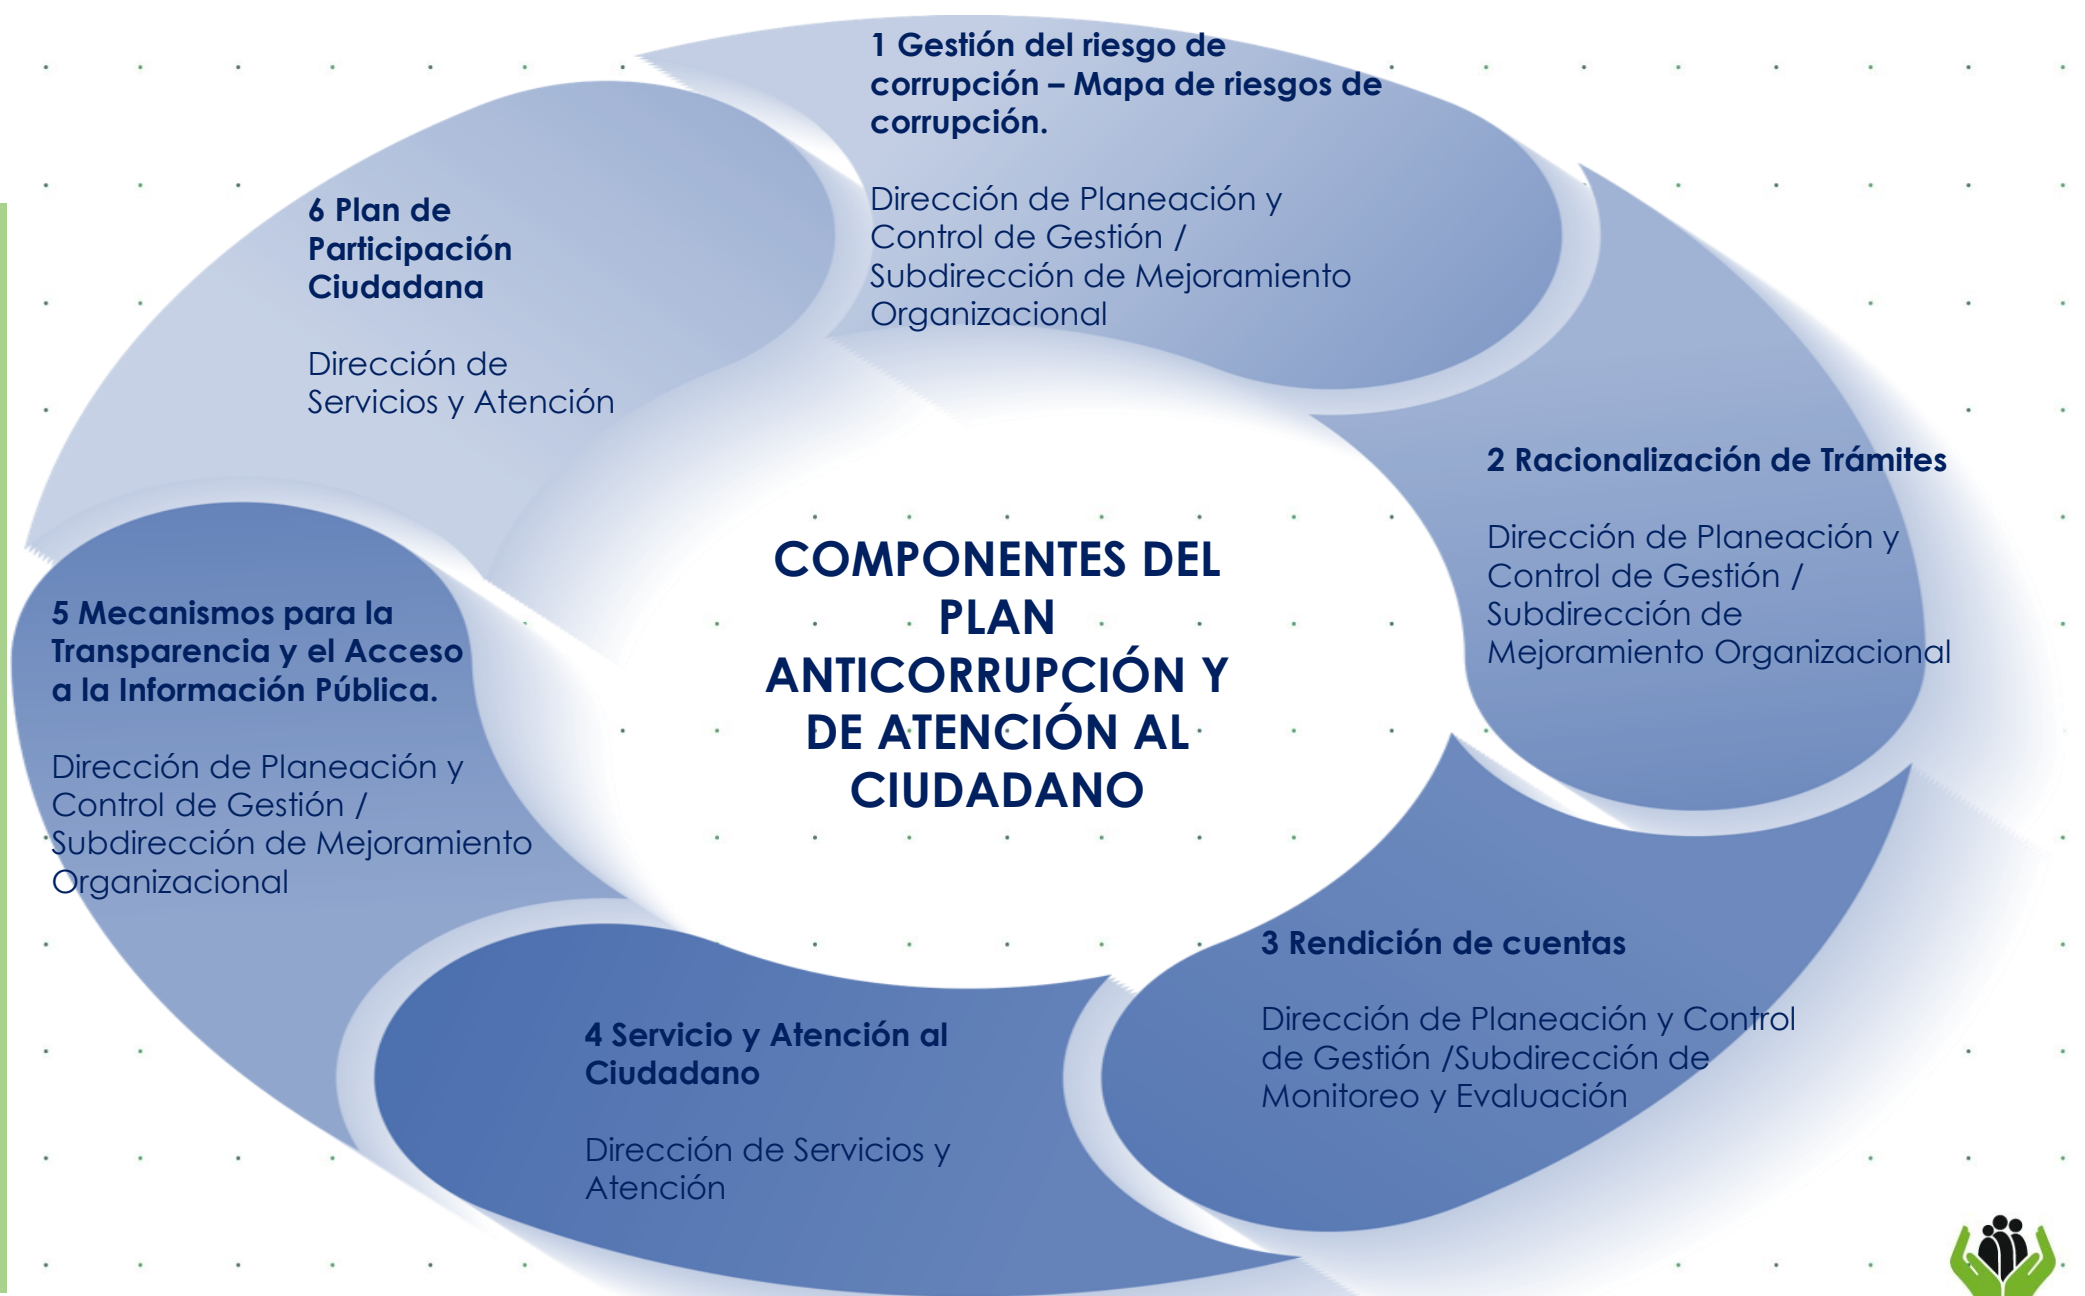 1 Gestión del riesgo de
corrupción – Mapa de riesgos de
corrupción.
Dirección de Planeación y
Control de Gestión /
Subdirección de Mejoramiento
Organizacional
2 Racionalización de Trámites
Dirección de Planeación y
Control de Gestión /
Subdirección de
Mejoramiento Organizacional
3 Rendición de cuentas
Dirección de Planeación y Control
de Gestión /Subdirección de
Monitoreo y Evaluación
4 Servicio y Atención al
Ciudadano
Dirección de Servicios y
Atención
5 Mecanismos para la
Transparencia y el Acceso
a la Información Pública.
Dirección de Planeación y
Control de Gestión /
Subdirección de Mejoramiento
Organizacional
6 Plan de
Participación
Ciudadana
Dirección de
Servicios y Atención
COMPONENTES DEL
PLAN
ANTICORRUPCIÓN Y
DE ATENCIÓN AL
CIUDADANO